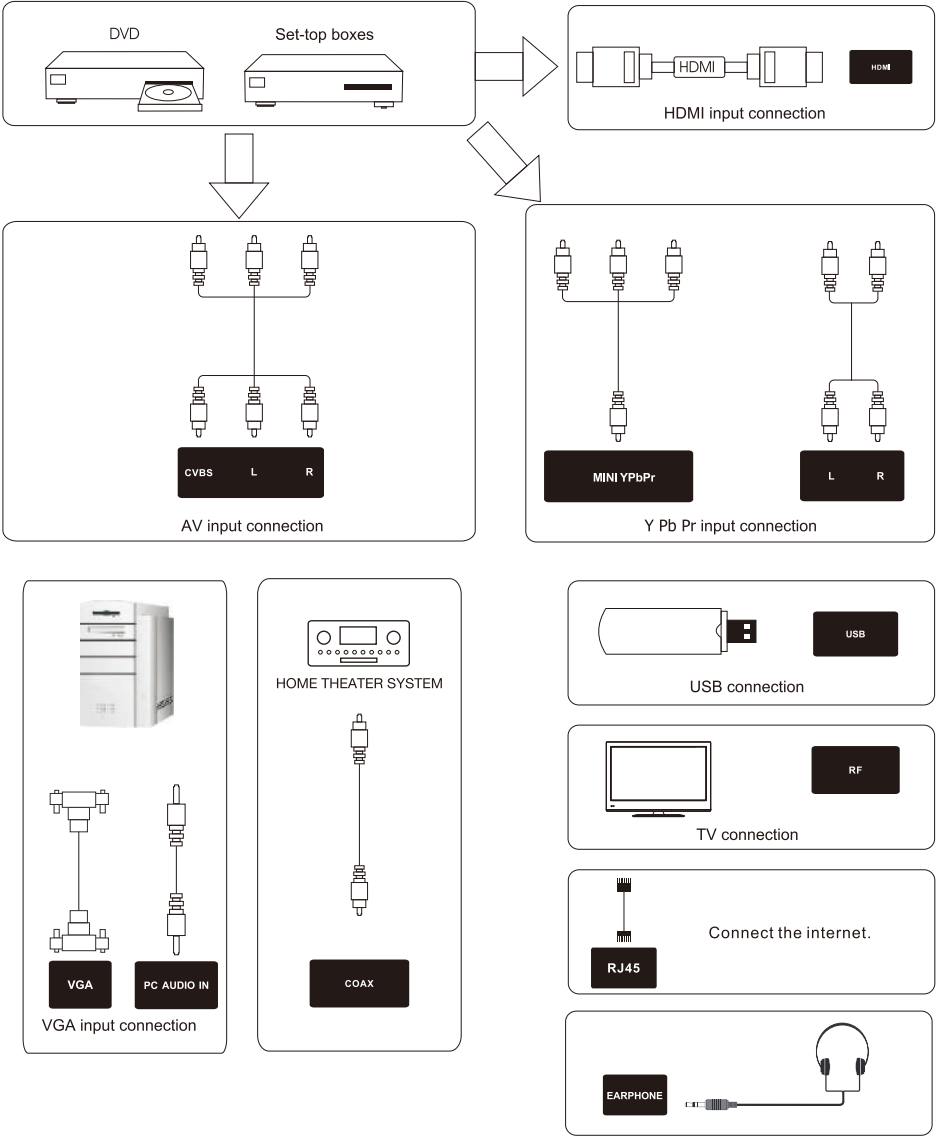 DVD
Set-top boxes
HDMI
HDMI
HDMI input connection
CVBS L R
AV input connection
MINI YPbPr
L R
Y Pb Pr input connection
HOME THEATER SYSTEM
VGA
PC AUDIO IN
VGA input connection
COAX
USB
USB connection
RF
TV connection
Connect the internet.
RJ45
EARPHONE